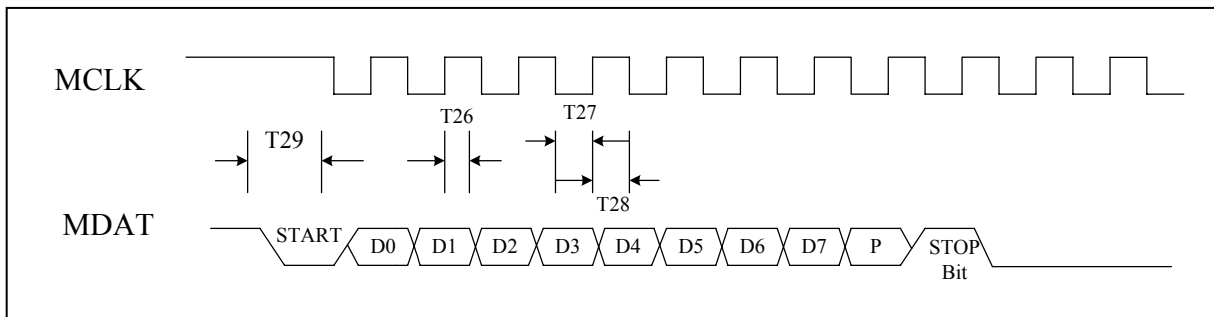 MCLK
T26
T27
T29
T28
MDAT
START
D0
D1
D2
D3
D4
D5
D6
D7
P
STOP
Bit